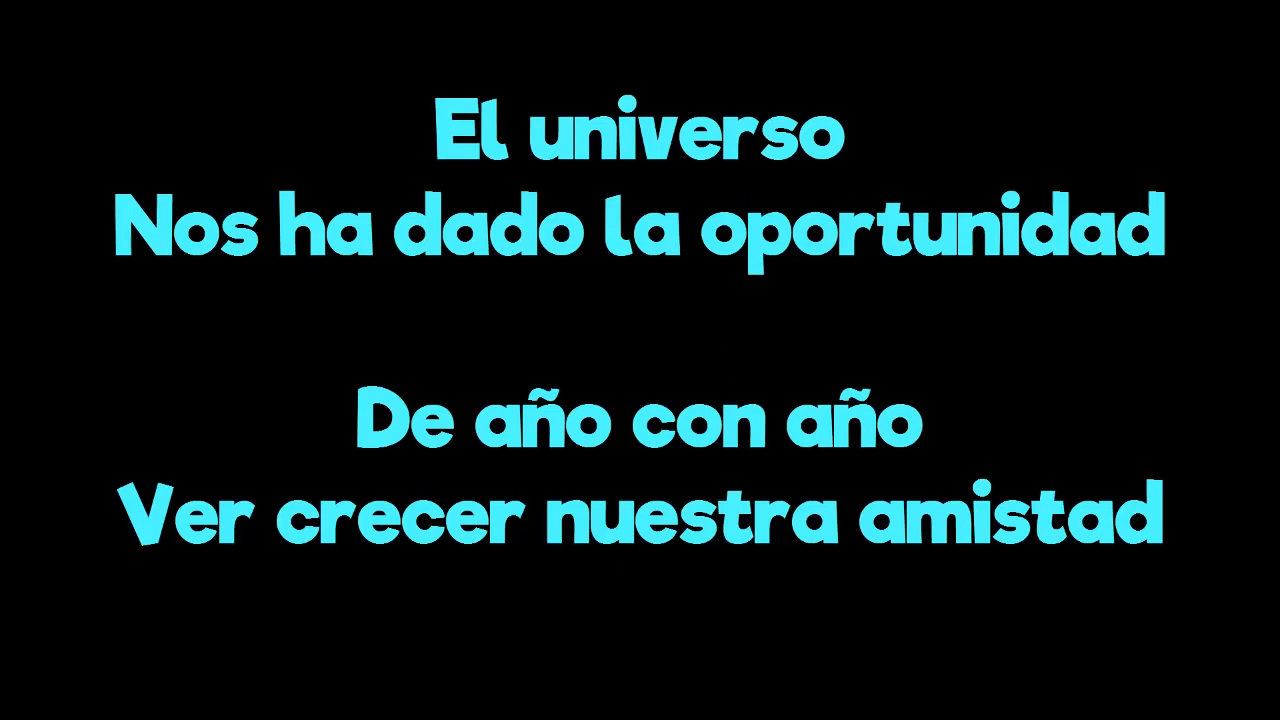 El universo
Nos ha dado la oportunidad
De año con año
Ver crecer nuestra amistad